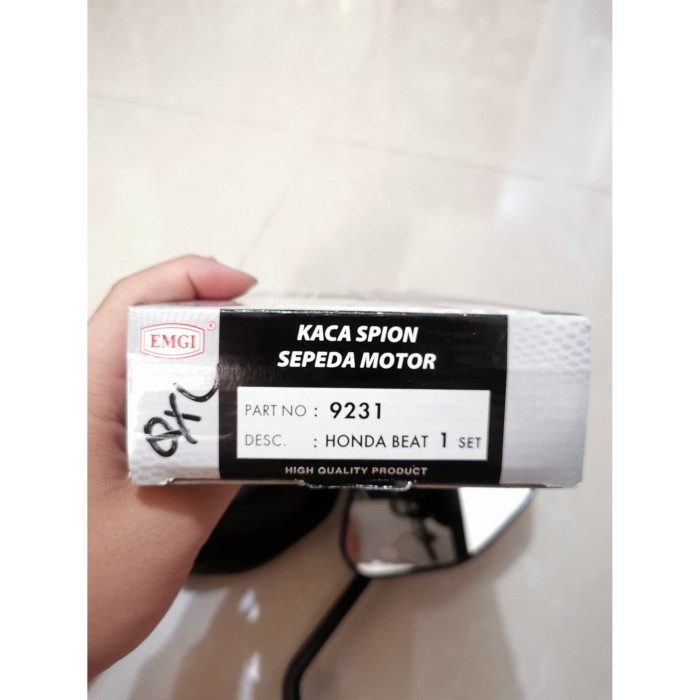 EMGI®
KACA SPION
SEPEDA MOTOR
PART NO : 9231
DESC. : HONDA BEAT 1 SET
HIGH QUALITY PRODUCT